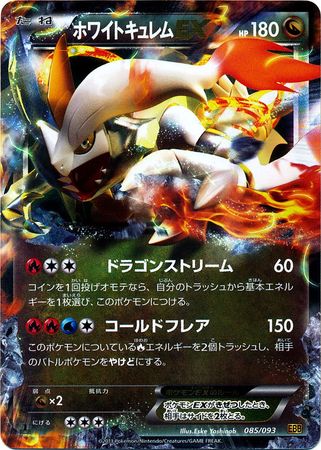 たね ホワイトキュレムEX HP 180
ドラゴンストリーム 60
コインを1回投げオモテなら、自分のトラッシュから基本エネ
ルギーを1枚選び、このポケモンにつける。
コールドフレア 150
このポケモンについているエネルギーを2個トラッシュし、相手
のバトルポケモンをやけどにする。
弱点 抵抗力
×2
ポケモンEXがきぜつしたとき、
相手はサイドを2枚とる。
にげる
Illus.Eske Yoshinob 085/093 EBB
©2013 Pokémon/Nintendo/Creatures/GAME FREAK.